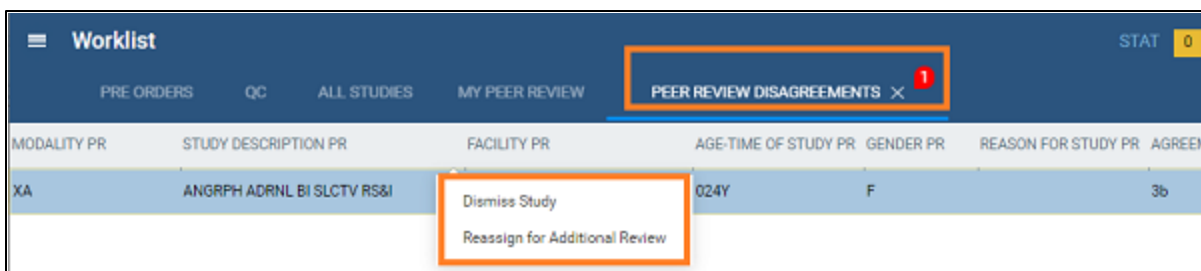 Worklist
STAT 0
PRE ORDERS QC ALL STUDIES MY PEER REVIEW PEER REVIEW DISAGREEMENTS × 1
MODALITY PR STUDY DESCRIPTION PR FACILITY PR AGE-TIME OF STUDY PR GENDER PR REASON FOR STUDY PR
XA ANGRPH ADRNL BI SLCTV RS&I 024Y F 3b
Dismiss Study
Reassign for Additional Review